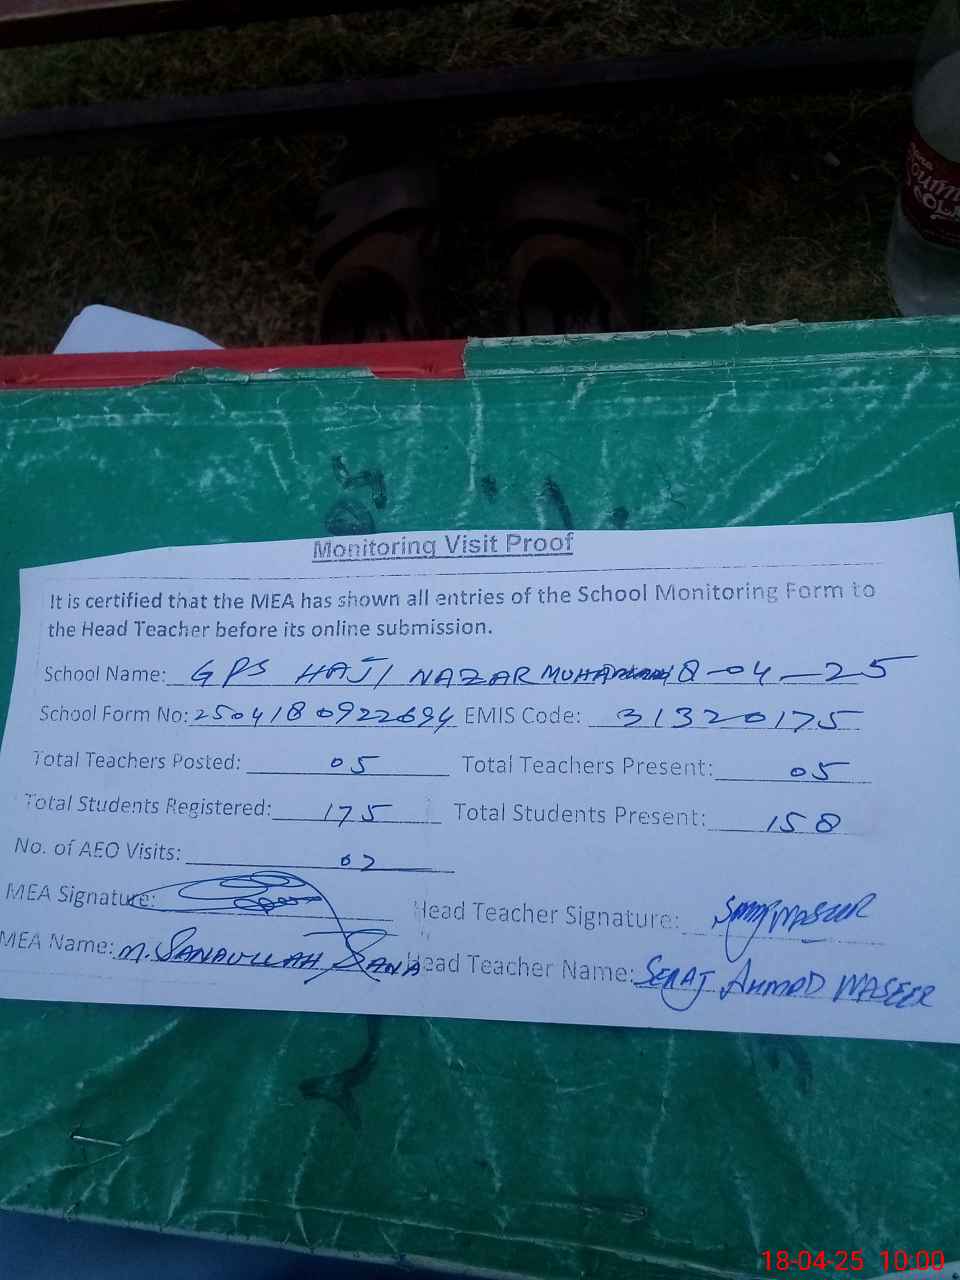 COLA
Monitoring Visit Proof
It is certified that the MEA has shown all entries of the School Monitoring Form to
the Head Teacher before its online submission.
School Name: GPS HAJI NAZAR 18-04-25
School Form No: 2504180922694 EMIS Code: 31320175
Total Teachers Posted: 05 Total Teachers Present: 05
Total Students Registered: 175 Total Students Present: 158
No. of AEO Visits: 02
MEA Signature: Head Teacher Signature:
MEA Name: M. SANAULLAH SANA Head Teacher Name: SERAJ AHMAD WASEER
18-04-25 10:00